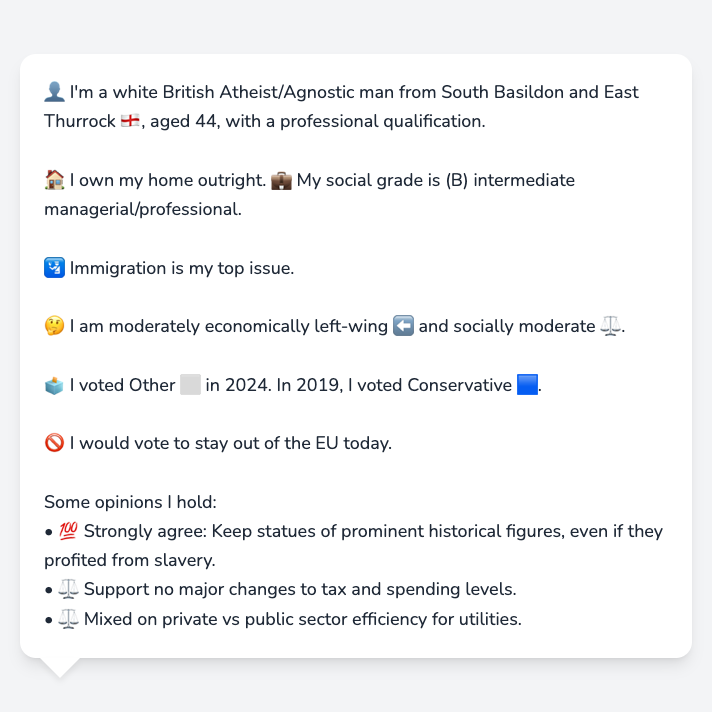 👤 I'm a white British Atheist/Agnostic man from South Basildon and East
Thurrock 🏴󠁧󠁢󠁥󠁮󠁧󠁿, aged 44, with a professional qualification.
🏠 I own my home outright. 💼 My social grade is (B) intermediate
managerial/professional.
🛂 Immigration is my top issue.
🤔 I am moderately economically left-wing ⬅️ and socially moderate ⚖️.
🗳️ I voted Other ⬜ in 2024. In 2019, I voted Conservative 🟦.
🚫 I would vote to stay out of the EU today.
Some opinions I hold:
• 💯 Strongly agree: Keep statues of prominent historical figures, even if they
profited from slavery.
• ⚖️ Support no major changes to tax and spending levels.
• ⚖️ Mixed on private vs public sector efficiency for utilities.